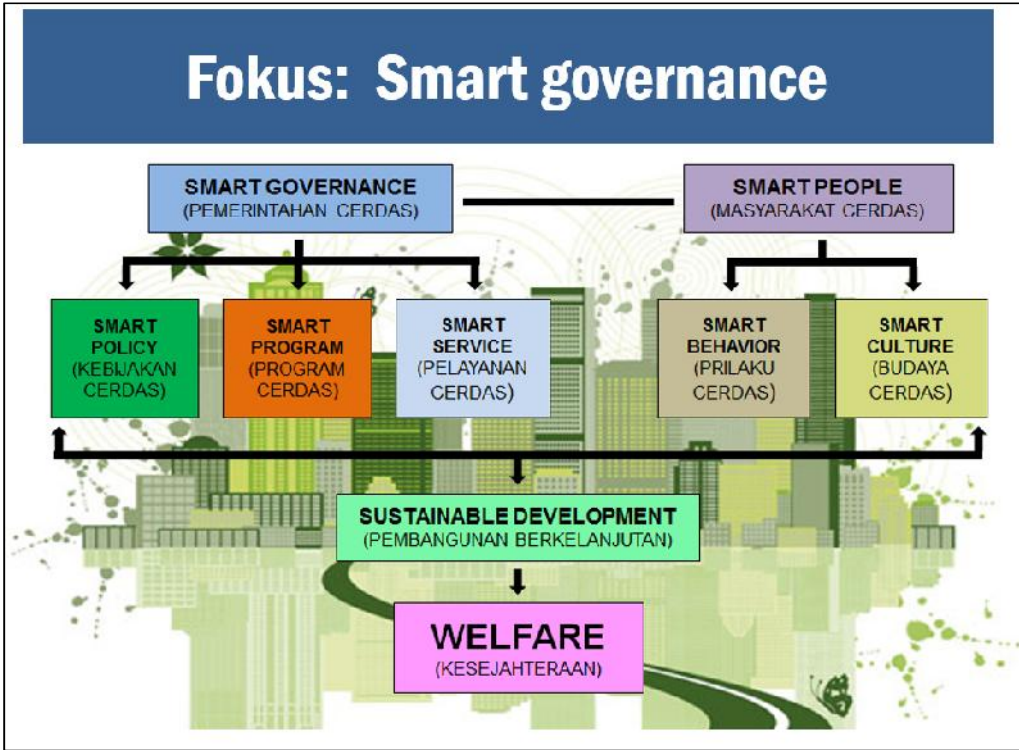 Fokus: Smart governance
SMART GOVERNANCE
(PEMERINTAHAN CERDAS)
SMART PEOPLE
(MASYARAKAT CERDAS)
SMART
POLICY
(KEBIJAKAN
CERDAS)
SMART
PROGRAM
(PROGRAM
CERDAS)
SMART
SERVICE
(PELAYANAN
CERDAS)
SMART
BEHAVIOR
(PRILAKU
CERDAS)
SMART
CULTURE
(BUDAYA
CERDAS)
SUSTAINABLE DEVELOPMENT
(PEMBANGUNAN BERKELANJUTAN)
WELFARE
(KESEJAHTERAAN)